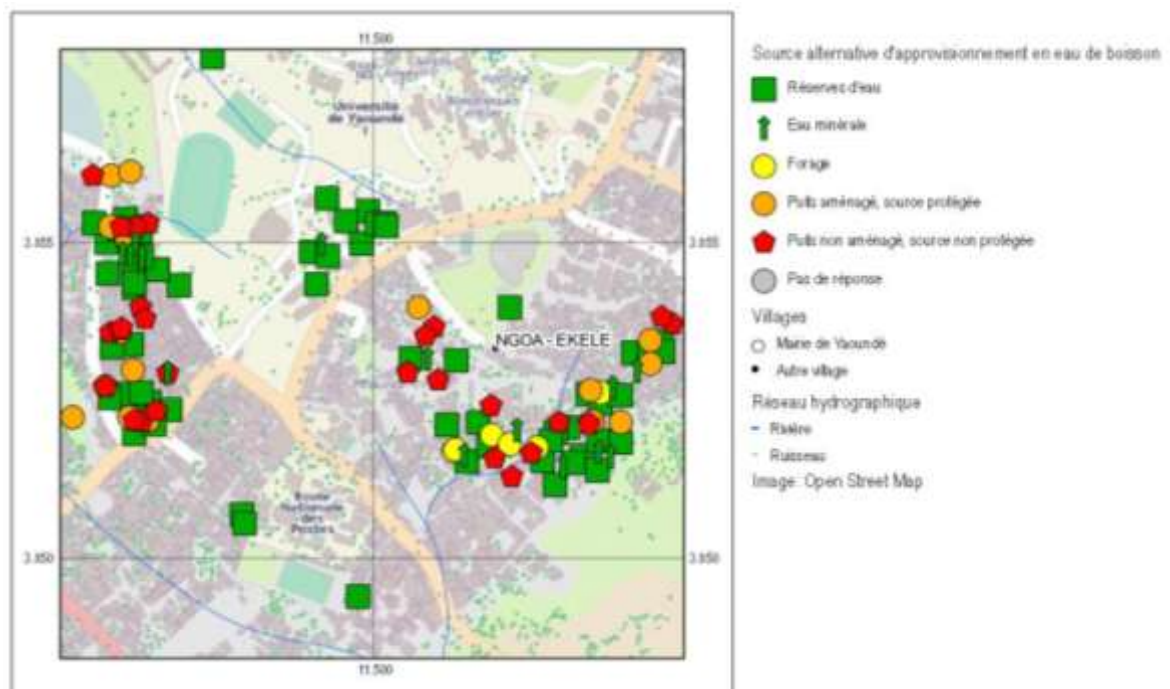 11.500
Université
de Yaoundé
I
3.855
3.855
NGOA - EKELE
Ecole
Nationale
des
Postes
3.850
3.850
11.500
Source alternative d'approvisionnement en eau de boisson
Réserves d'eau
Eau minérale
Forage
Puits aménagé, source protégée
Puits non aménagé, source non protégée
Pas de réponse
Villages
Mairie de Yaoundé
Autre village
Réseau hydrographique
Rivière
Ruisseau
Image: Open Street Map